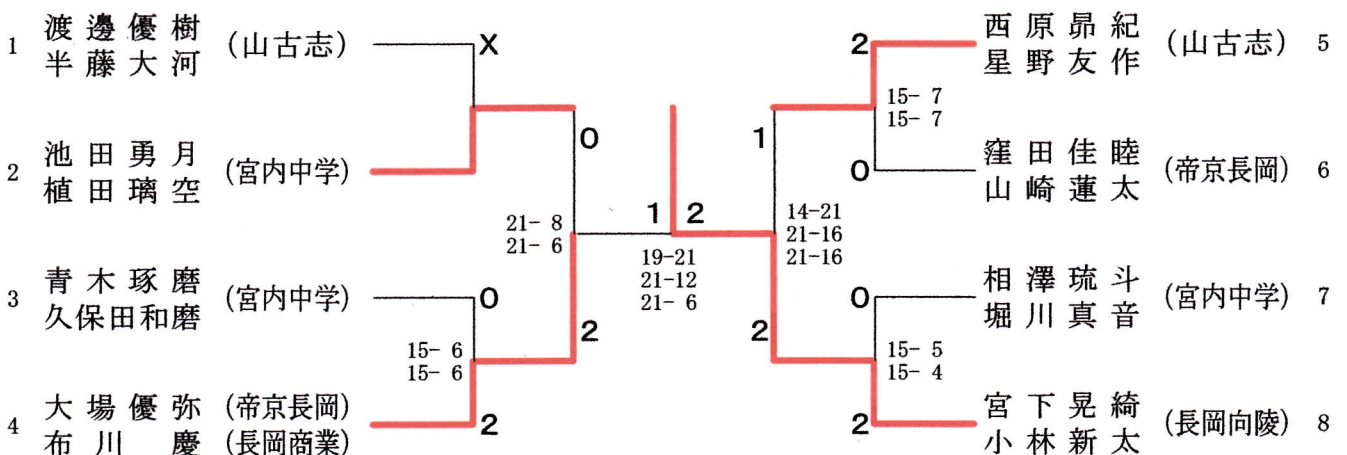 1 渡邊優樹 (山古志)
半藤大河
X
2 池田勇月 (宮内中学)
植田璃空
0
21- 8
21- 6
3 青木琢磨 (宮内中学)
久保田和磨
0
2
15- 6
15- 6
4 大場優弥 (帝京長岡)
布川 慶 (長岡商業)
2
1 2
19-21
21-12
21- 6
2 西原昴紀 (山古志) 5
星野友作
15- 7
15- 7
1
0 窪田佳睦 (帝京長岡) 6
山崎蓮太
14-21
21-16
21-16
0 相澤琉斗 (宮内中学) 7
堀川真音
2
15- 5
15- 4
2 宮下晃綺 (長岡向陵) 8
小林新太